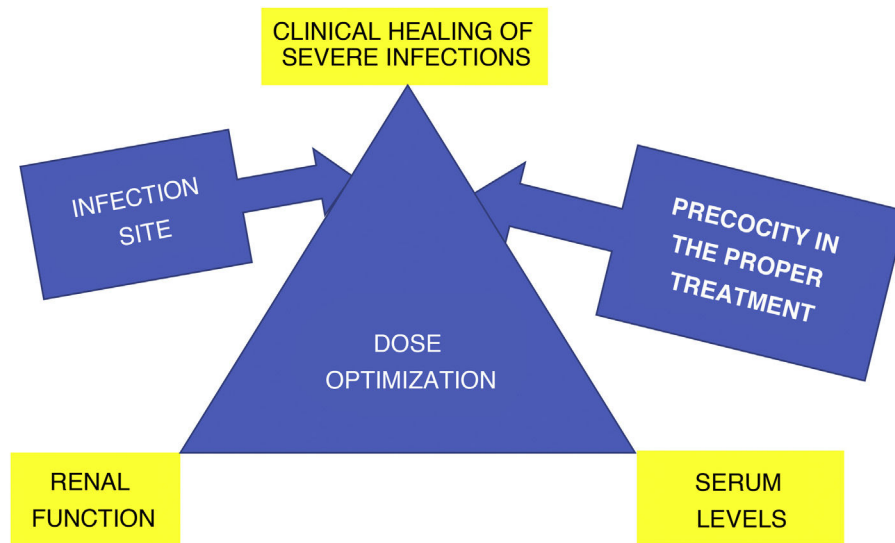 CLINICAL HEALING OF
SEVERE INFECTIONS
INFECTION
SITE
PRECOCITY IN
THE PROPER
TREATMENT
DOSE
OPTIMIZATION
RENAL
FUNCTION
SERUM
LEVELS